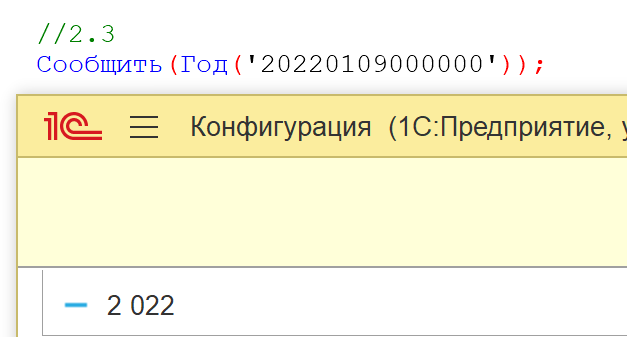 //2.3
Сообщить(Год('20220109000000'));
1С Конфигурация (1С:Предприятие, у
2 022